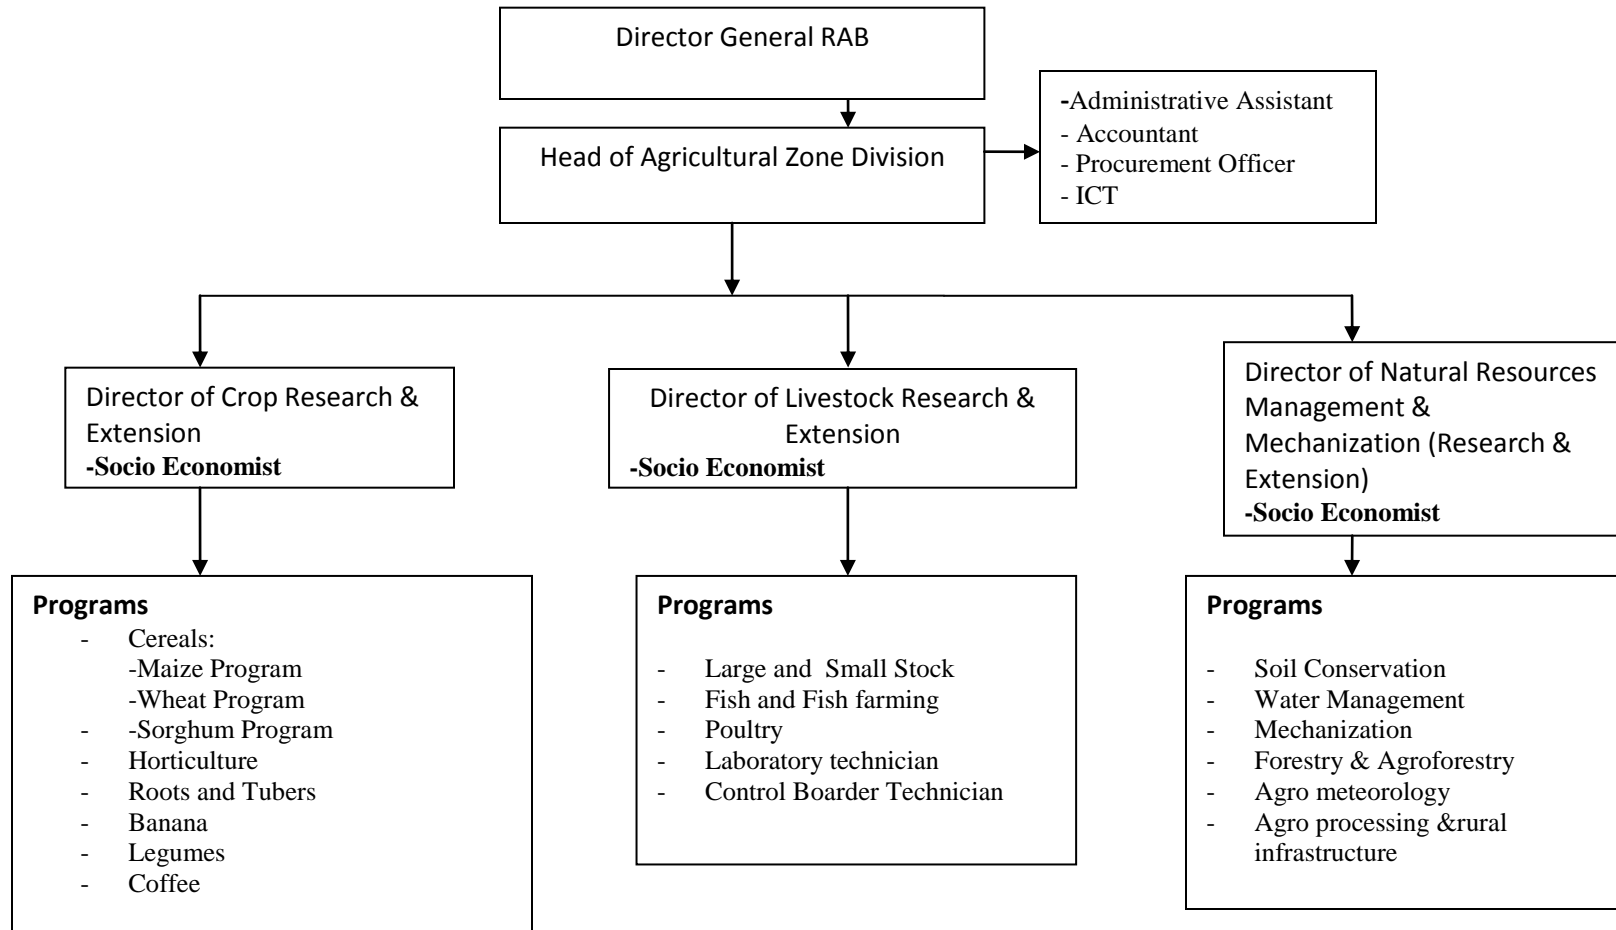 Director General RAB
-Administrative Assistant
- Accountant
- Procurement Officer
- ICT
Head of Agricultural Zone Division
Director of Crop Research &
Extension
-Socio Economist
Director of Livestock Research &
Extension
-Socio Economist
Director of Natural Resources
Management &
Mechanization (Research &
Extension)
-Socio Economist
Programs
- Cereals:
-Maize Program
-Wheat Program
- -Sorghum Program
- Horticulture
- Roots and Tubers
- Banana
- Legumes
- Coffee
Programs
- Large and  Small Stock
- Fish and Fish farming
- Poultry
- Laboratory technician
- Control Boarder Technician
Programs
- Soil Conservation
- Water Management
- Mechanization
- Forestry & Agroforestry
- Agro meteorology
- Agro processing &rural
infrastructure